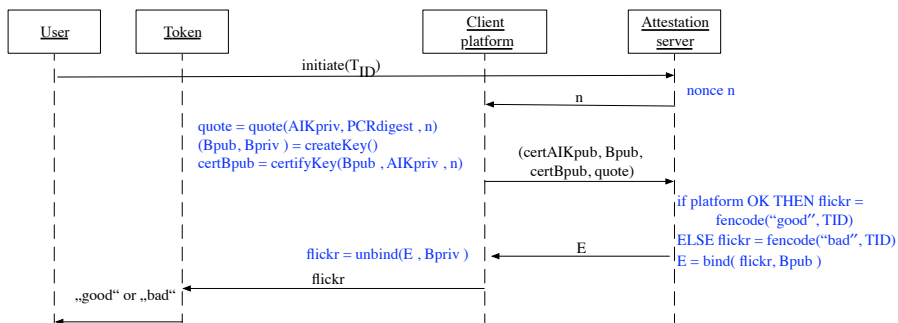 User
Token
Client
platform
Attestation
server
initiate(TID)
nonce n
n
quote = quote(AIKpriv, PCRdigest , n)
(Bpub, Bpriv ) = createKey()
certBpub = certifyKey(Bpub , AIKpriv , n)
(certAIKpub, Bpub,
certBpub, quote)
if platform OK THEN flickr =
fencode(“good″, TID)
ELSE flickr = fencode(“bad″, TID)
E = bind( flickr, Bpub )
E
flickr = unbind(E , Bpriv )
flickr
„good“ or „bad“